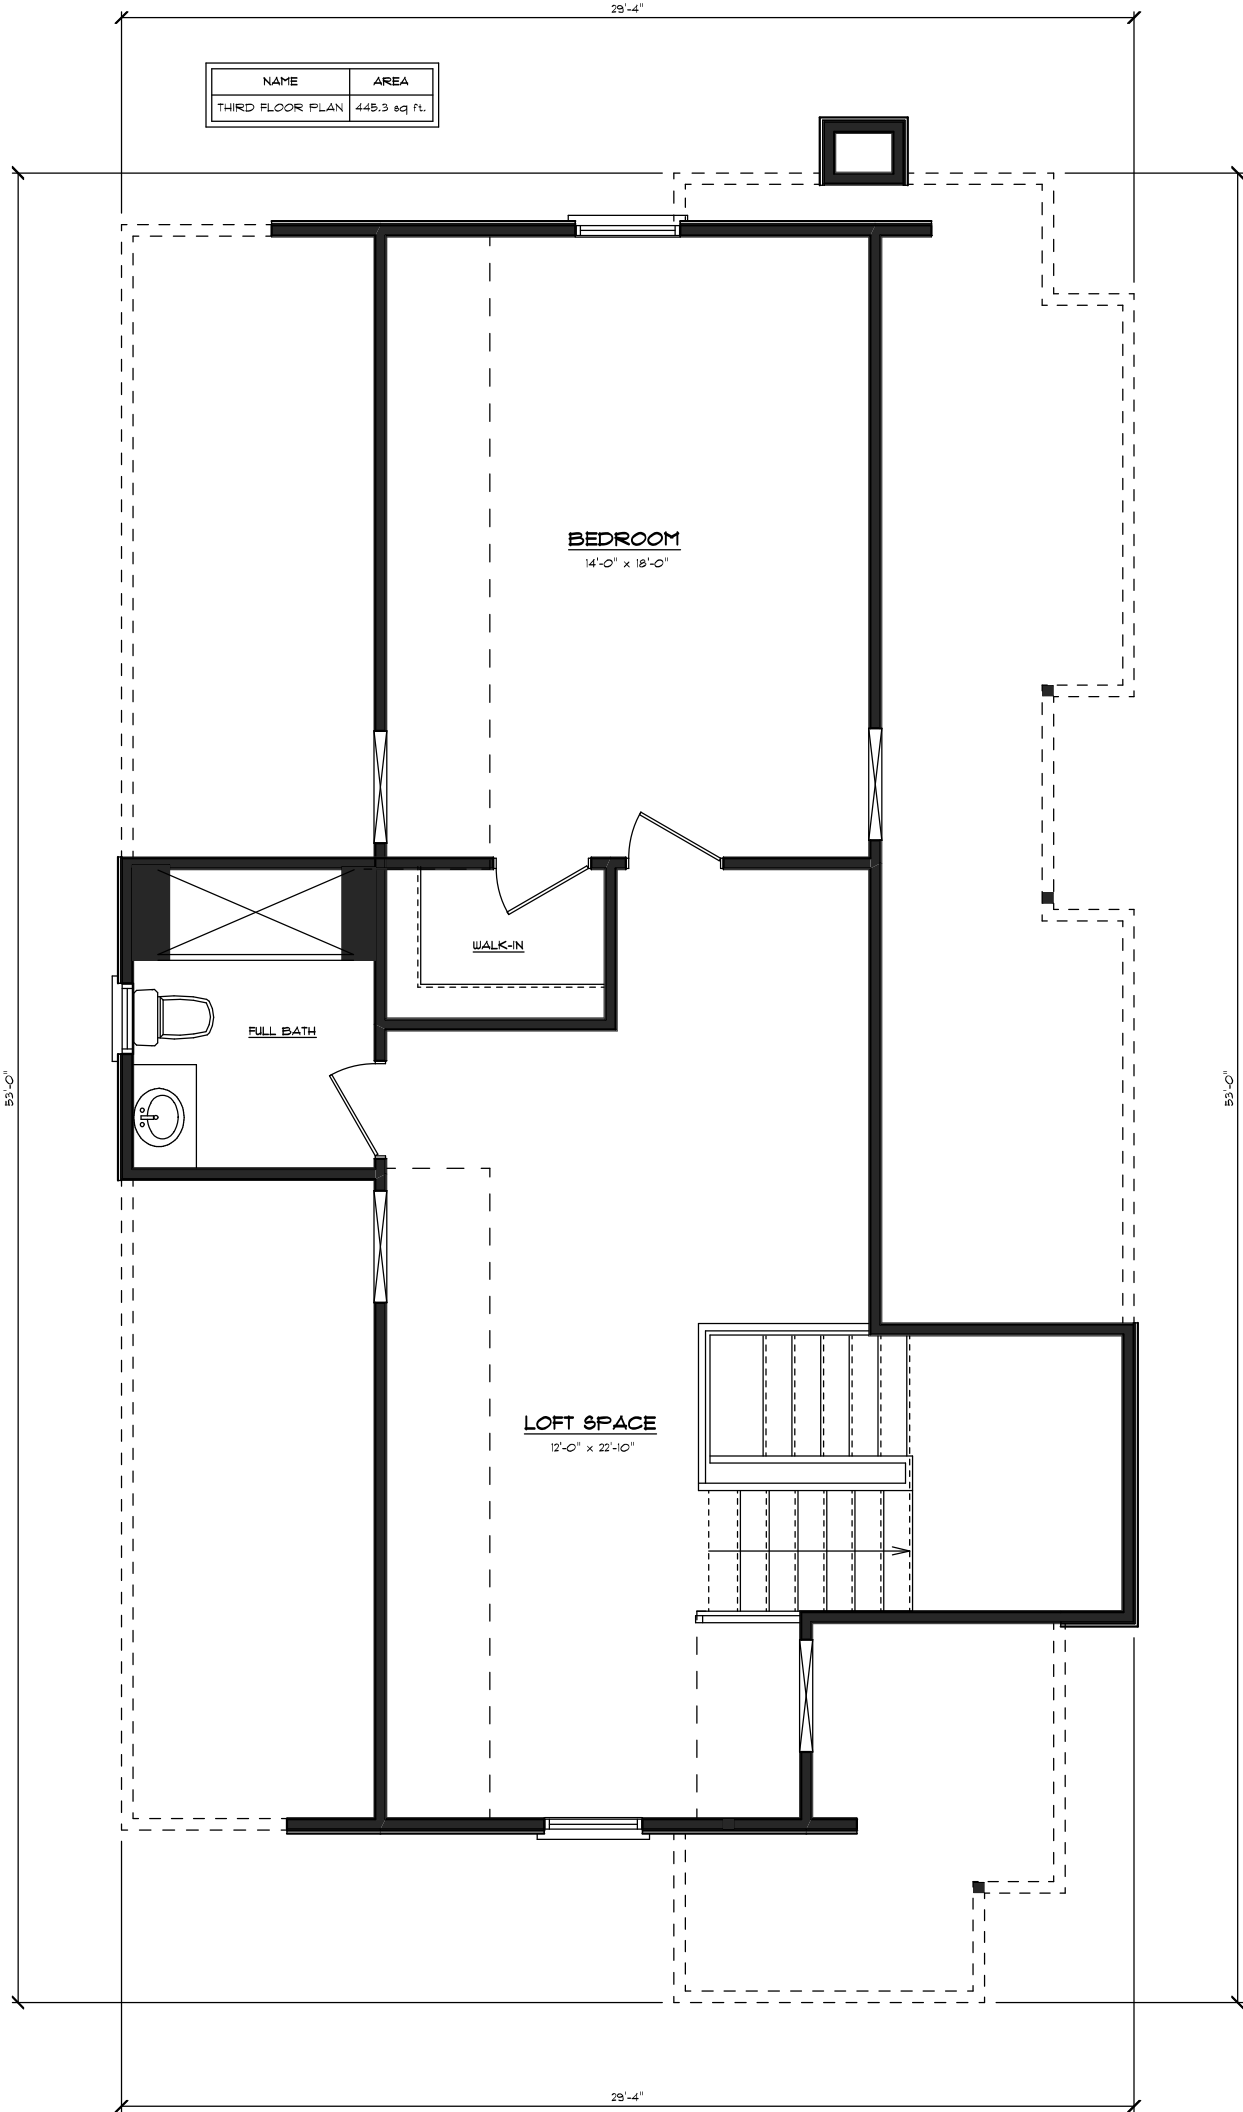 29'-4"
NAME AREA
THIRD FLOOR PLAN 445.3 sq ft.
BEDROOM
14'-0" x 18'-0"
WALK-IN
FULL BATH
53'-0"
53'-0"
LOFT SPACE
12'-0" x 22'-10"
29'-4"